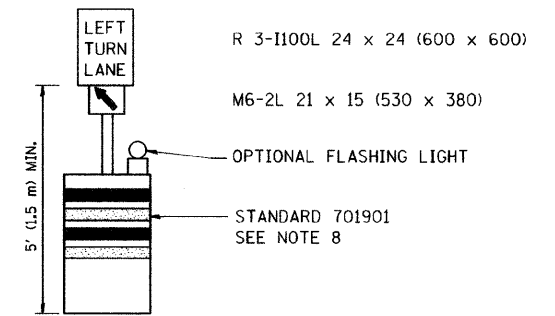 LEFT
TURN
LANE
R 3-I100L 24 x 24 (600 x 600)
M6-2L 21 x 15 (530 x 380)
OPTIONAL FLASHING LIGHT
5' (1.5 m) MIN.
STANDARD 701901
SEE NOTE 8